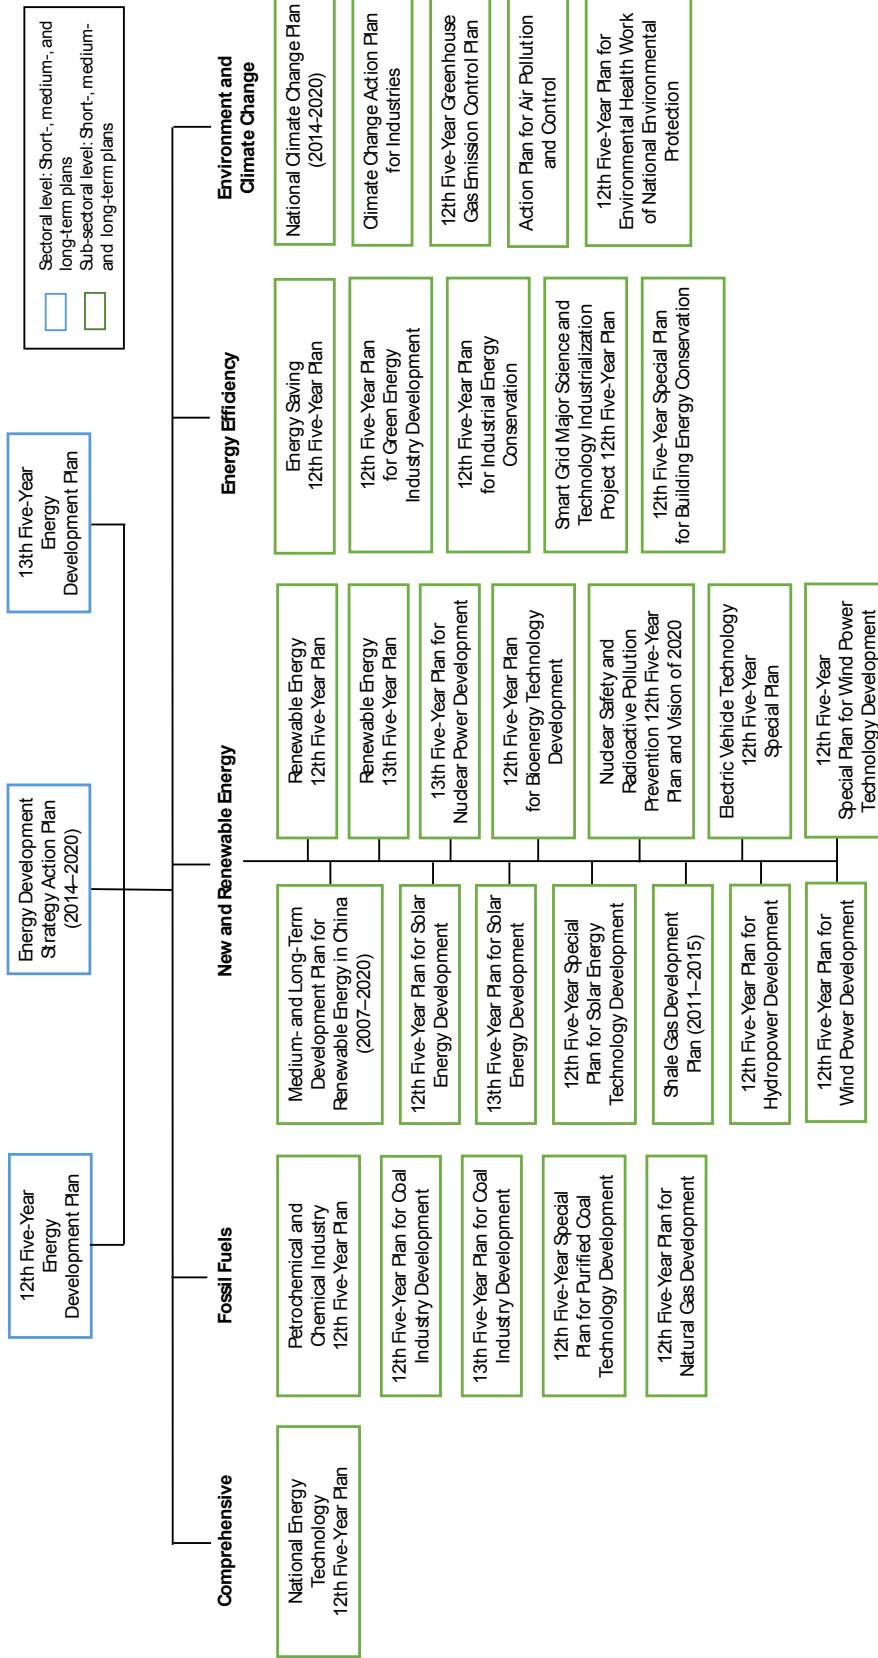 Sectoral level: Short-, medium-, and
long-term plans
Sub-sectoral level: Short-, medium-
and long-term plans
12th Five-Year
Energy
Development Plan
Energy Development
Strategy Action Plan
(2014–2020)
13th Five-Year
Energy
Development Plan
Comprehensive
National Energy
Technology
12th Five-Year Plan
Fossil Fuels
Petrochemical and
Chemical Industry
12th Five-Year Plan
12th Five-Year Plan for Coal
Industry Development
13th Five-Year Plan for Coal
Industry Development
12th Five-Year Special
Plan for Purified Coal
Technology Development
12th Five-Year Plan for
Natural Gas Development
New and Renewable Energy
Medium- and Long-Term
Development Plan for
Renewable Energy in China
(2007–2020)
12th Five-Year Plan for Solar
Energy Development
13th Five-Year Plan for Solar
Energy Development
12th Five-Year Special
Plan for Solar Energy
Technology Development
Shale Gas Development
Plan (2011–2015)
12th Five-Year Plan for
Hydropower Development
12th Five-Year Plan for
Wind Power Development
Renewable Energy
12th Five-Year Plan
Renewable Energy
13th Five-Year Plan
13th Five-Year Plan for
Nuclear Power Development
12th Five-Year Plan
for Bioenergy Technology
Development
Nuclear Safety and
Radioactive Pollution
Prevention 12th Five-Year
Plan and Vision of 2020
Electric Vehicle Technology
12th Five-Year
Special Plan
12th Five-Year
Special Plan for Wind Power
Technology Development
Energy Efficiency
Energy Saving
12th Five-Year Plan
12th Five-Year Plan
for Green Energy
Industry Development
12th Five-Year Plan
for Industrial Energy
Conservation
Smart Grid Major Science and
Technology Industrialization
Project 12th Five-Year Plan
12th Five-Year Special Plan
for Building Energy Conservation
Environment and
Climate Change
National Climate Change Plan
(2014-2020)
Climate Change Action Plan
for Industries
12th Five-Year Greenhouse
Gas Emission Control Plan
Action Plan for Air Pollution
and Control
12th Five-Year Plan for
Environmental Health Work
of National Environmental
Protection